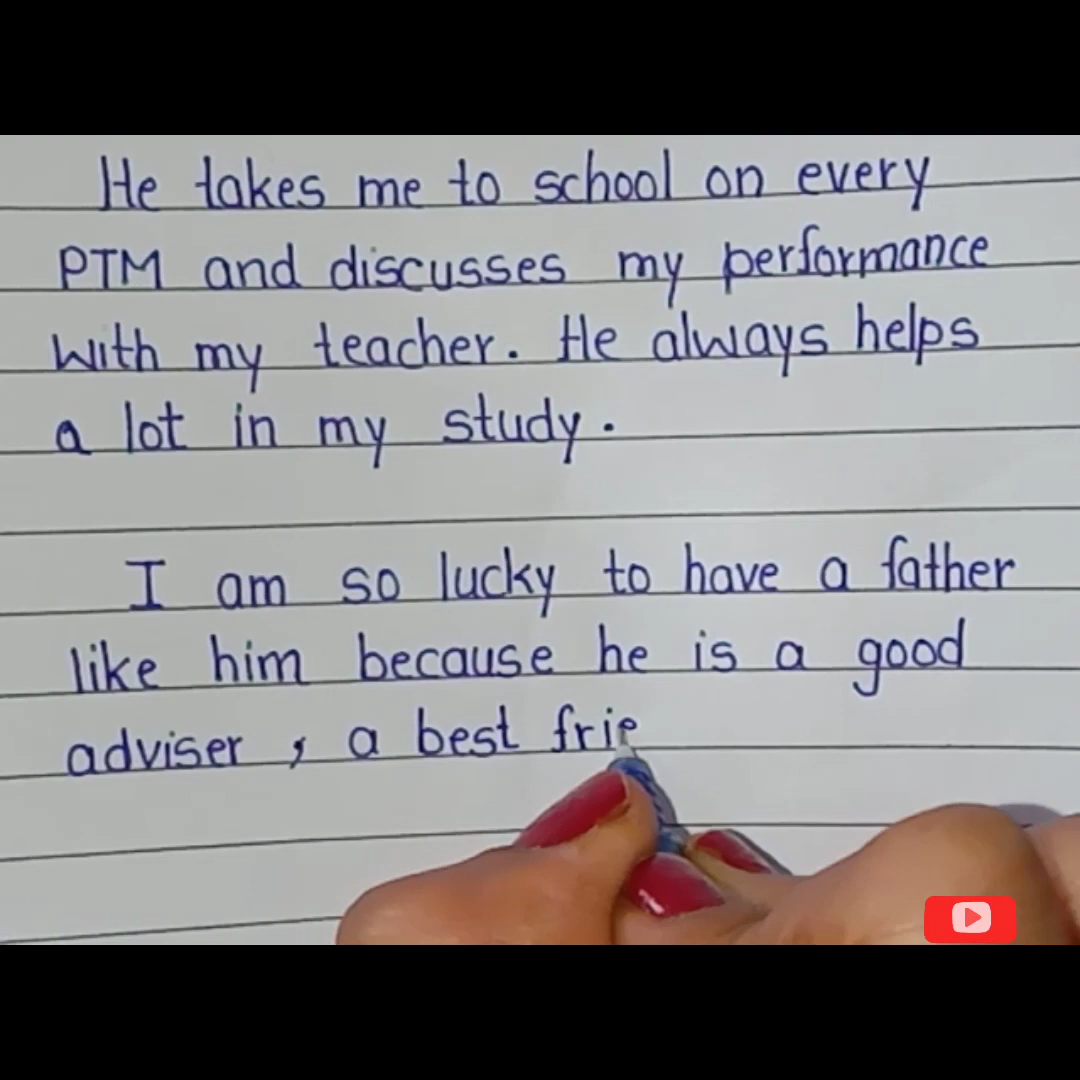 He takes me to school on every
PTM and discusses my performance
with my teacher. He always helps
a lot in my study.
I am so lucky to have a father
like him because he is a good
adviser, a best frie